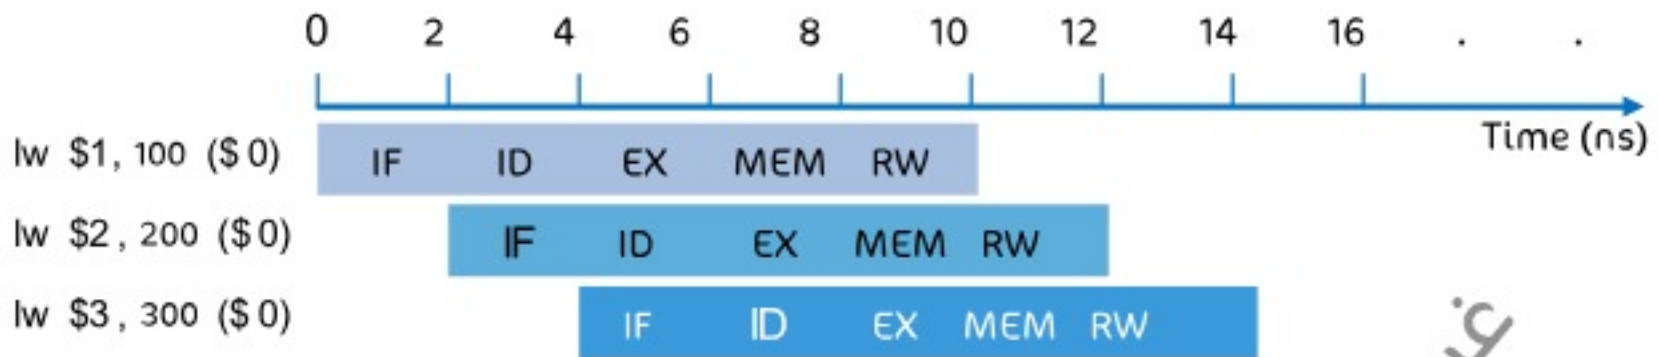 0 2 4 6 8 10 12 14 16 . .
Time (ns)
lw $1, 100 ($0) IF ID EX MEM RW
lw $2, 200 ($0) IF ID EX MEM RW
lw $3, 300 ($0) IF ID EX MEM RW